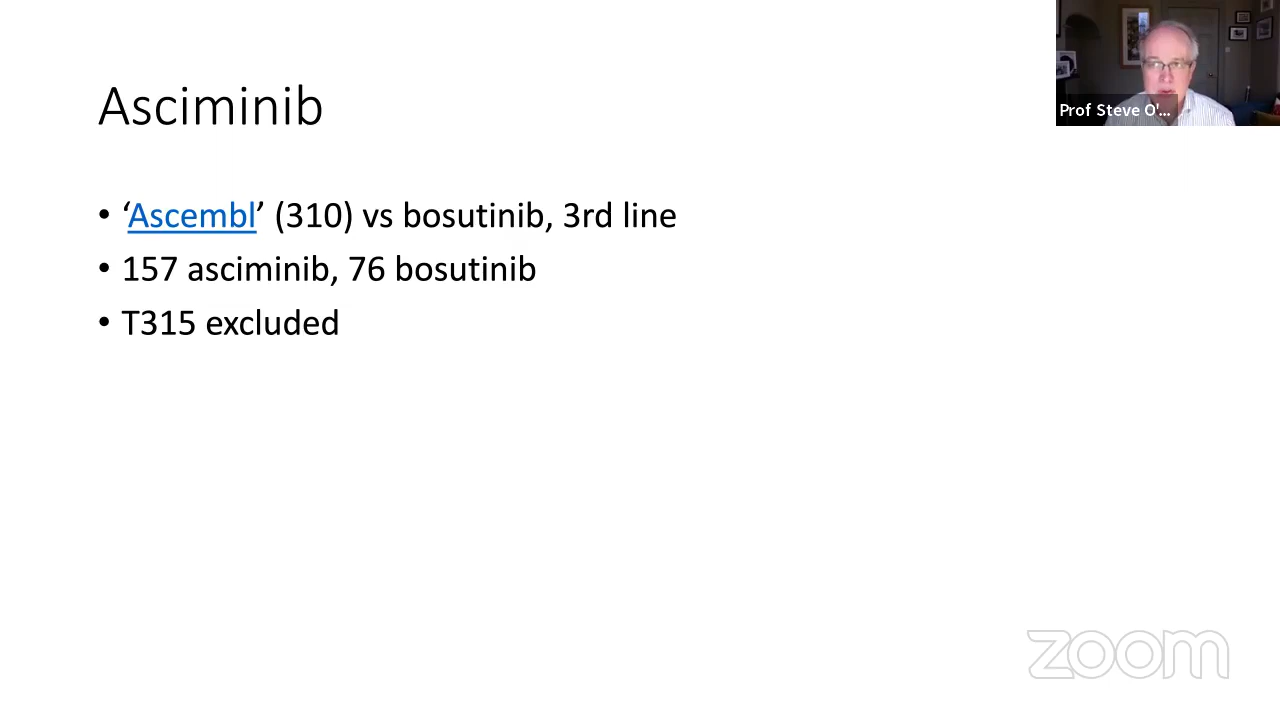 Prof Steve O'...
Asciminib
• ‘Ascembl’ (310) vs bosutinib, 3rd line
• 157 asciminib, 76 bosutinib
• T315 excluded
zoom